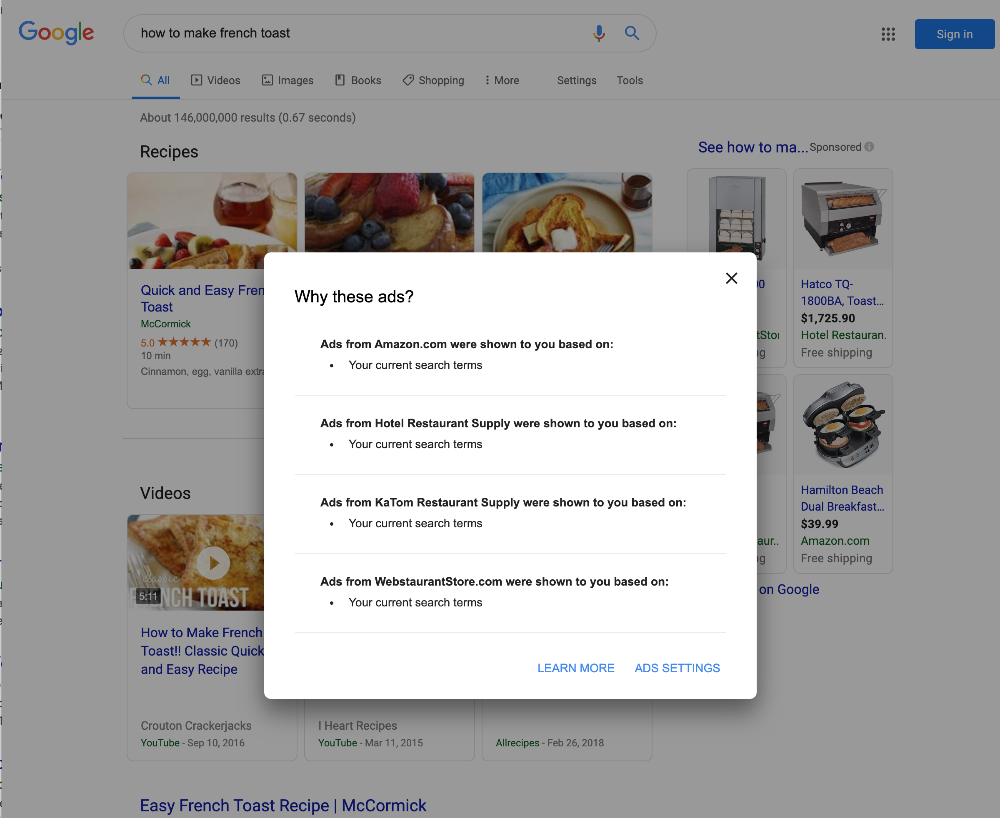 Google
how to make french toast
Sign in
All
Videos
Images
Books
Shopping
More
Settings
Tools
About 146,000,000 results (0.67 seconds)
Recipes
See how to ma...
Sponsored
Quick and Easy Fren
Toast
McCormick
5.0 ★★★★★ (170)
10 min
Cinnamon, egg, vanilla extra
Hatco TQ-
1800BA, Toast...
$1,725.90
Hotel Restauran.
Free shipping
Why these ads?
Ads from Amazon.com were shown to you based on:
• Your current search terms
Ads from Hotel Restaurant Supply were shown to you based on:
• Your current search terms
Ads from KaTom Restaurant Supply were shown to you based on:
• Your current search terms
Ads from WebstaurantStore.com were shown to you based on:
• Your current search terms
LEARN MORE
ADS SETTINGS
Hamilton Beach
Dual Breakfast...
$39.99
Amazon.com
Free shipping
on Google
Videos
classic
FRENCH TOAST
5:11
How to Make French
Toast!! Classic Quick
and Easy Recipe
Crouton Crackerjacks
YouTube - Sep 10, 2016
I Heart Recipes
YouTube - Mar 11, 2015
Allrecipes - Feb 26, 2018
Easy French Toast Recipe | McCormick